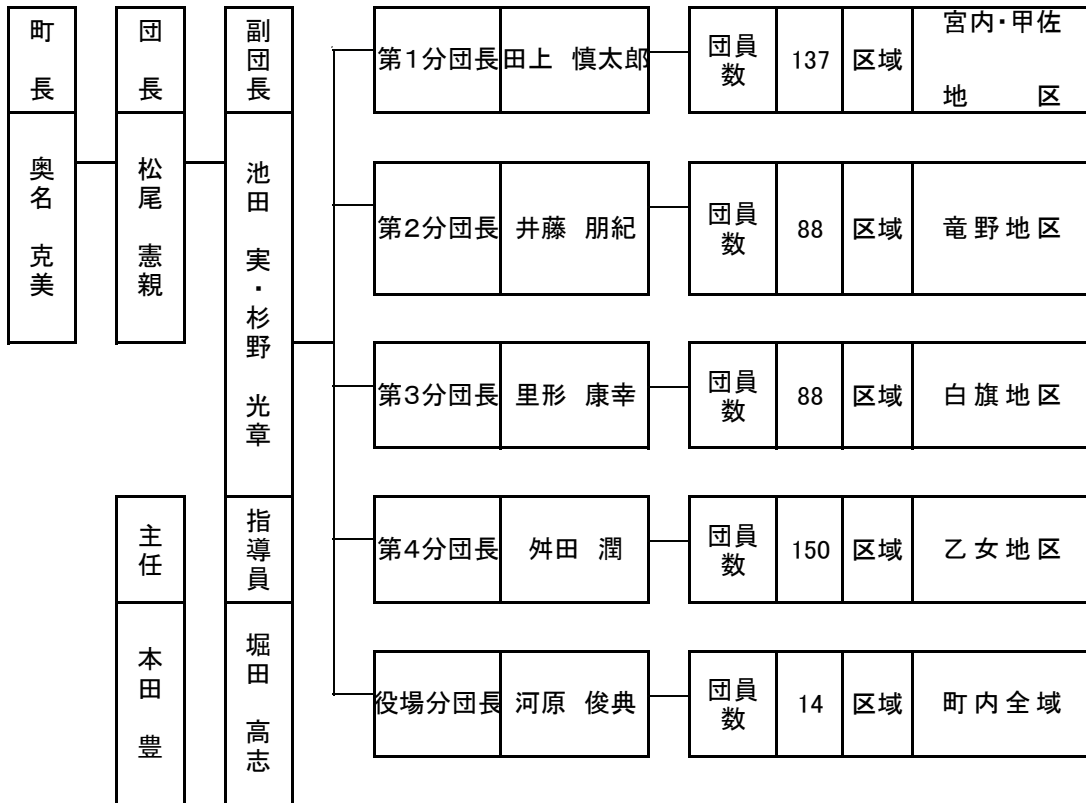 町長
奥名 克美
団長
松尾 憲親
副団長
池田 実・杉野 光章
主任
本田 豊
指導員
堀田 高志
第1分団長 田上 慎太郎 団員数 137 区域 宮内・甲佐地区
第2分団長 井藤 朋紀 団員数 88 区域 竜野地区
第3分団長 里形 康幸 団員数 88 区域 白旗地区
第4分団長 舛田 潤 団員数 150 区域 乙女地区
役場分団長 河原 俊典 団員数 14 区域 町内全域